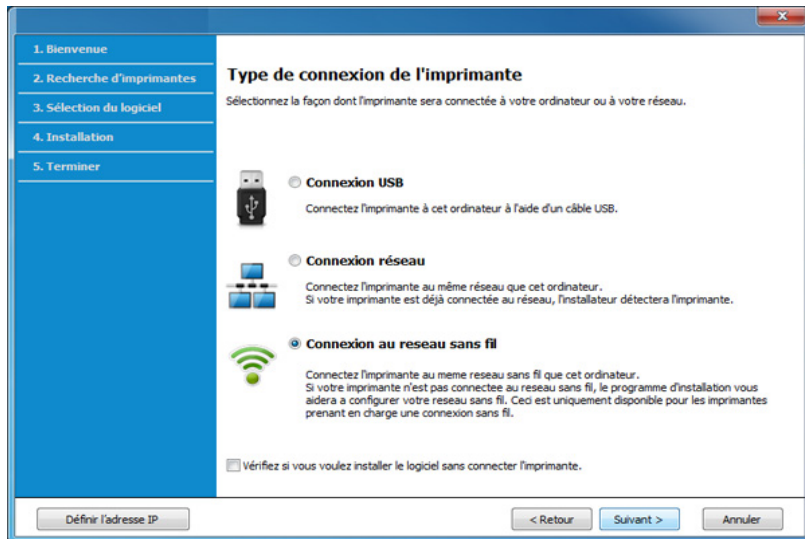 1. Bienvenue
2. Recherche d'imprimantes
3. Sélection du logiciel
4. Installation
5. Terminer
Type de connexion de l'imprimante
Sélectionnez la façon dont l'imprimante sera connectée à votre ordinateur ou à votre réseau.
Connexion USB
Connectez l'imprimante à cet ordinateur à l'aide d'un câble USB.
Connexion réseau
Connectez l'imprimante au même réseau que cet ordinateur.
Si votre imprimante est déjà connectée au réseau, l'installateur détectera l'imprimante.
Connexion au reseau sans fil
Connectez l'imprimante au meme reseau sans fil que cet ordinateur.
Si votre imprimante n'est pas connectee au reseau sans fil, le programme d'installation vous
aidera a configurer votre reseau sans fil. Ceci est uniquement disponible pour les imprimantes
prenant en charge une connexion sans fil.
Vérifiez si vous voulez installer le logiciel sans connecter l'imprimante.
Définir l'adresse IP
< Retour
Suivant >
Annuler